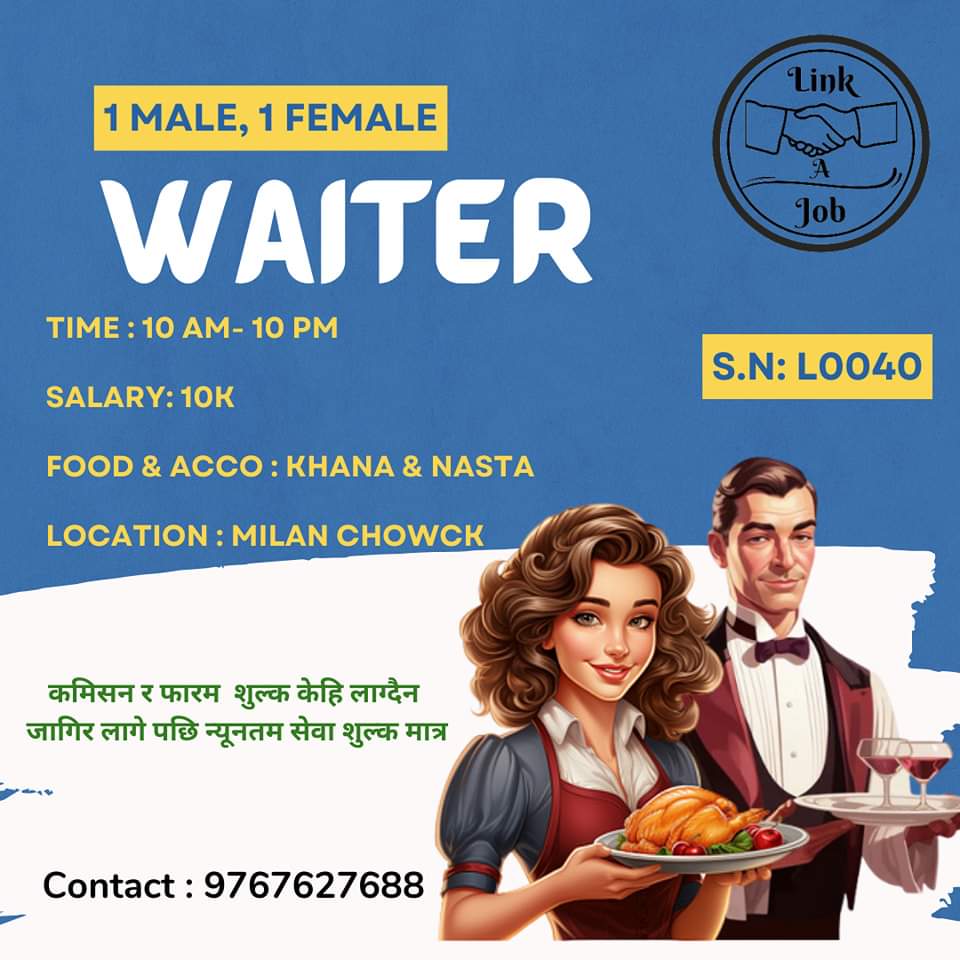 Link
A
Job
1 MALE, 1 FEMALE
WAITER
TIME : 10 AM- 10 PM
S.N: L0040
SALARY: 10K
FOOD & ACCO : KHANA & NASTA
LOCATION : MILAN CHOWCK
कमिसन र फारम शुल्क केहि लाग्दैन
जागिर लागे पछि न्यूनतम सेवा शुल्क मात्र
Contact : 9767627688